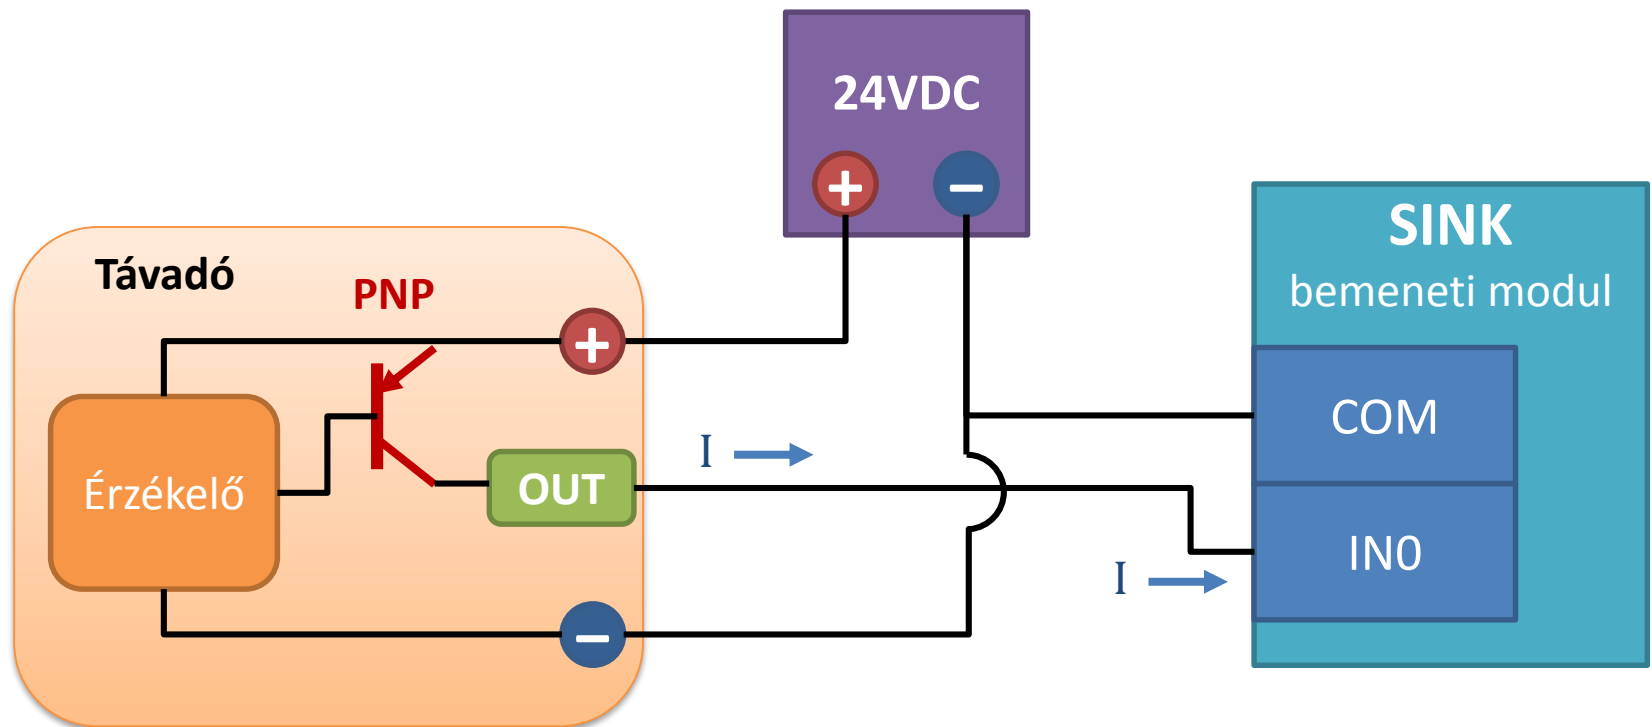 24VDC
+
−
SINK
bemeneti modul
Távadó
PNP
+
COM
I
Érzékelő
OUT
IN0
I
−